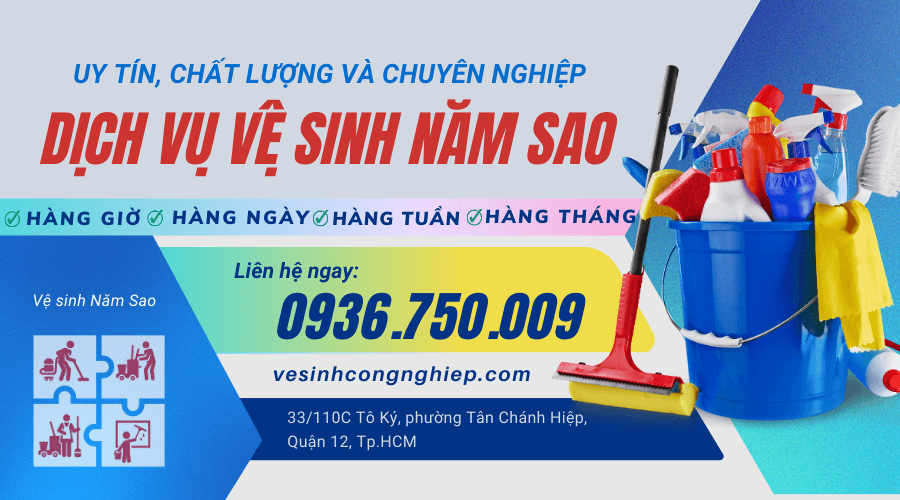 UY TÍN, CHẤT LƯỢNG VÀ CHUYÊN NGHIỆP
DỊCH VỤ VỆ SINH NĂM SAO
HÀNG GIỜ HÀNG NGÀY HÀNG TUẦN HÀNG THÁNG
Liên hệ ngay:
0936.750.009
Vệ sinh Năm Sao
vesinhcongnghiep.com
33/110C Tô Ký, phường Tân Chánh Hiệp,
Quận 12, Tp.HCM